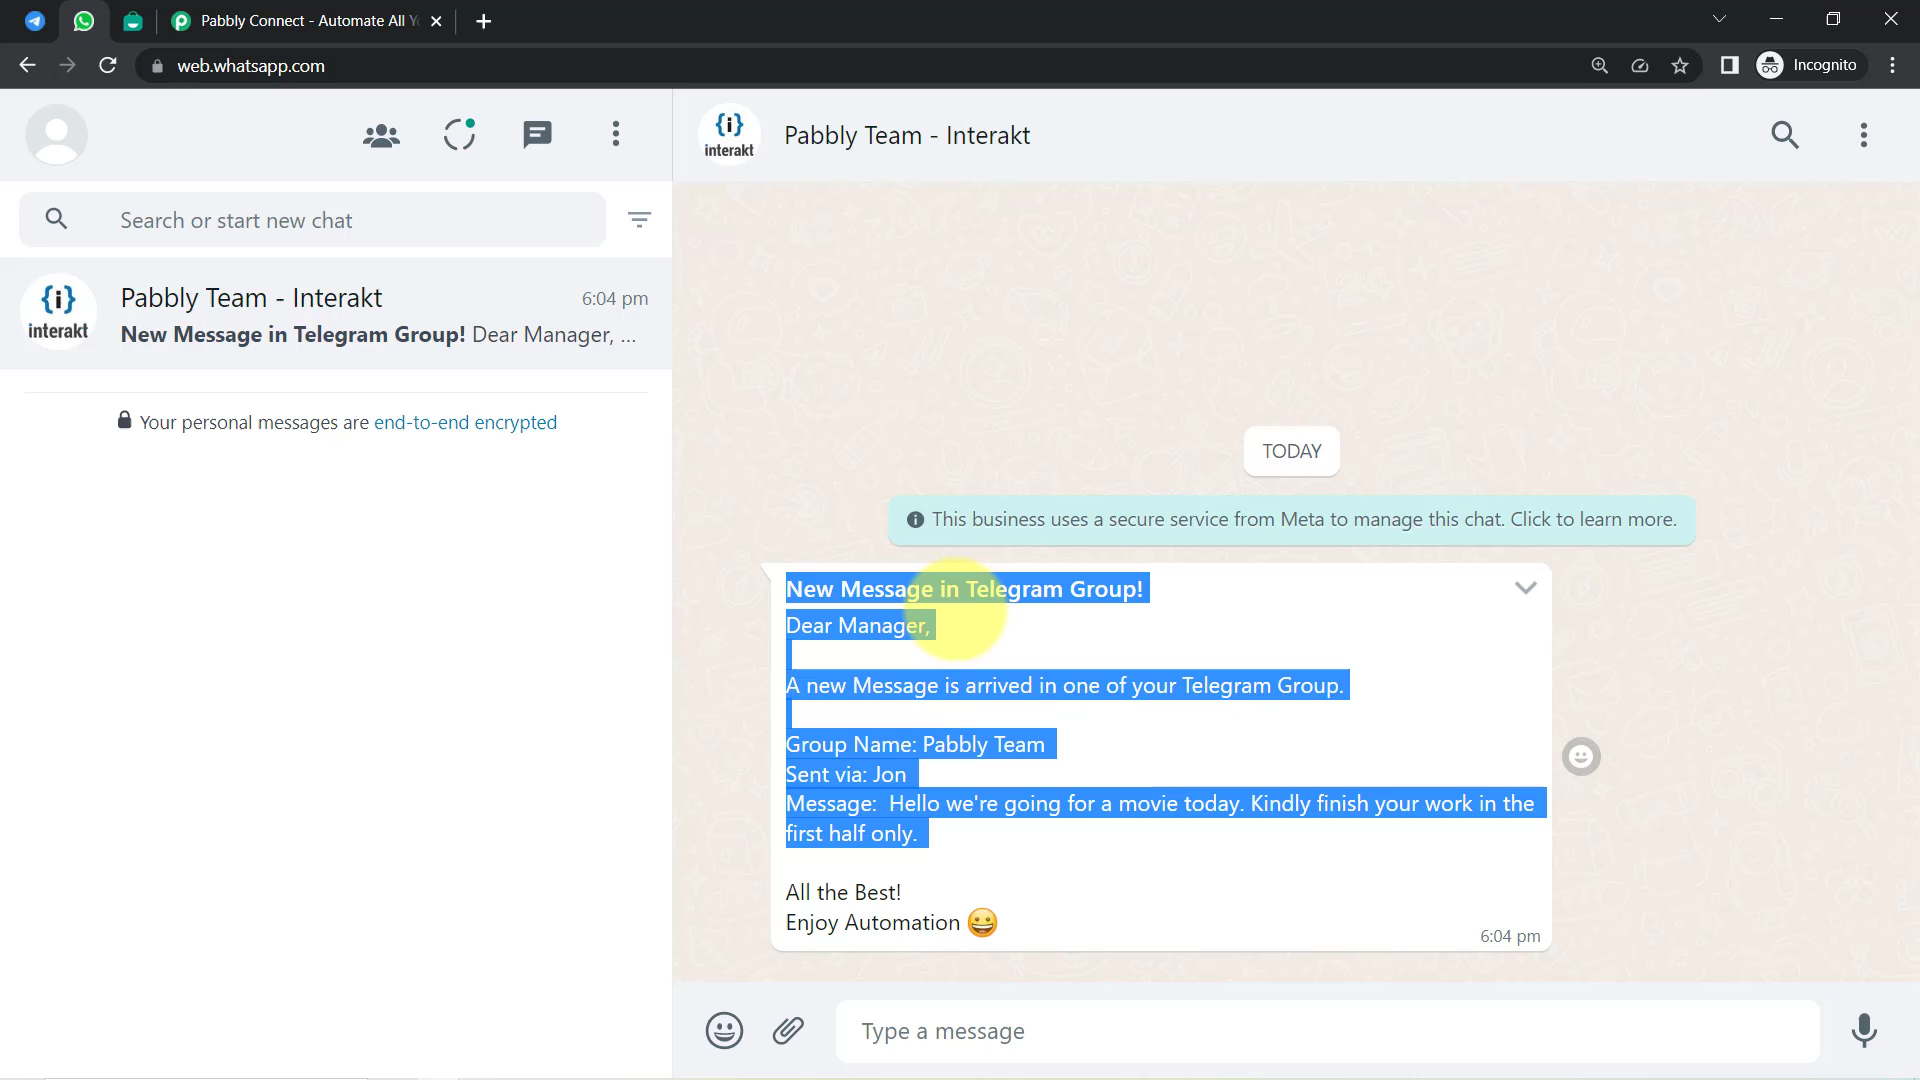 Pabbly Connect - Automate All Y
web.whatsapp.com
Incognito
{i}
interakt
Pabbly Team - Interakt
Search or start new chat
{i}
interakt
Pabbly Team - Interakt
6:04 pm
New Message in Telegram Group! Dear Manager, ...
Your personal messages are end-to-end encrypted
TODAY
This business uses a secure service from Meta to manage this chat. Click to learn more.
New Message in Telegram Group!
Dear Manager,
A new Message is arrived in one of your Telegram Group.
Group Name: Pabbly Team
Sent via: Jon
Message:  Hello we're going for a movie today. Kindly finish your work in the
first half only.
All the Best!
Enjoy Automation 😀
6:04 pm
Type a message